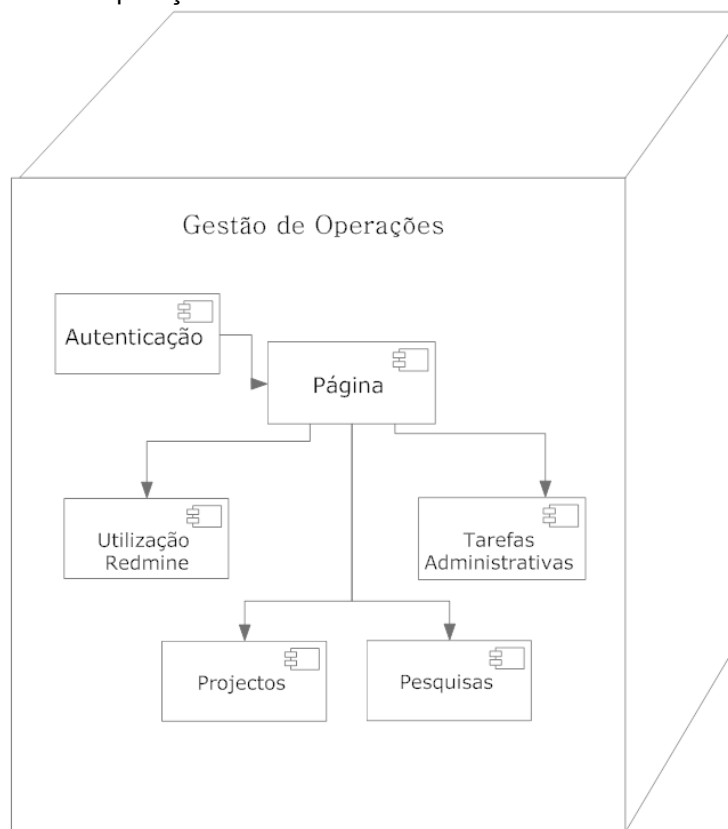 Gestão de Operações
Autenticação
Página
Utilização
Redmine
Tarefas
Administrativas
Projectos
Pesquisas